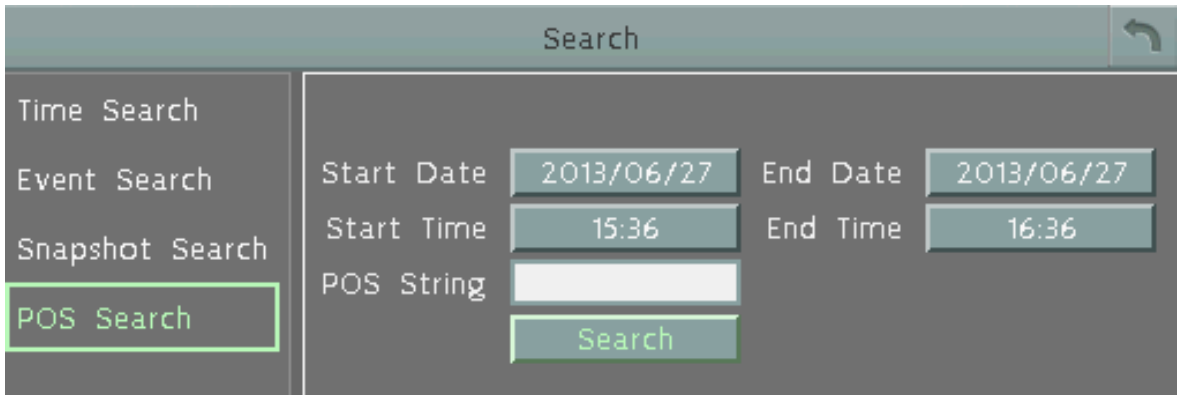 Search
Time Search
Event Search
Snapshot Search
POS Search
Start Date 2013/06/27 End Date 2013/06/27
Start Time 15:36 End Time 16:36
POS String
Search